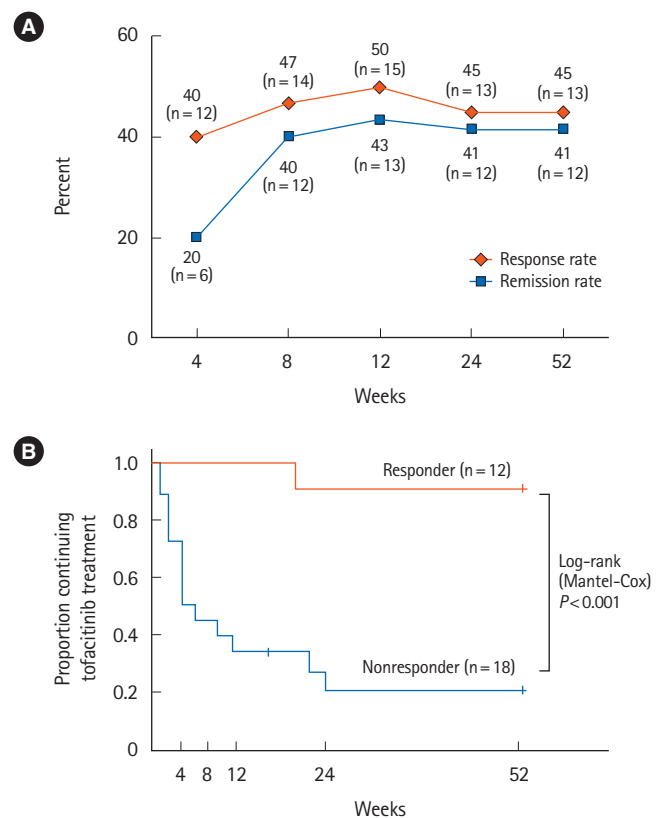 A
60
40
20
0
Percent
40
(n=12)
47
(n=14)
50
(n=15)
45
(n=13)
45
(n=13)
20
(n=6)
40
(n=12)
43
(n=13)
41
(n=12)
41
(n=12)
Response rate
Remission rate
4 8 12 24 52
Weeks
B
1.0
0.8
0.6
0.4
0.2
0
Proportion continuing
tofacitinib treatment
Responder (n=12)
Log-rank
(Mantel-Cox)
P<0.001
Nonresponder (n=18)
4 8 12 24 52
Weeks